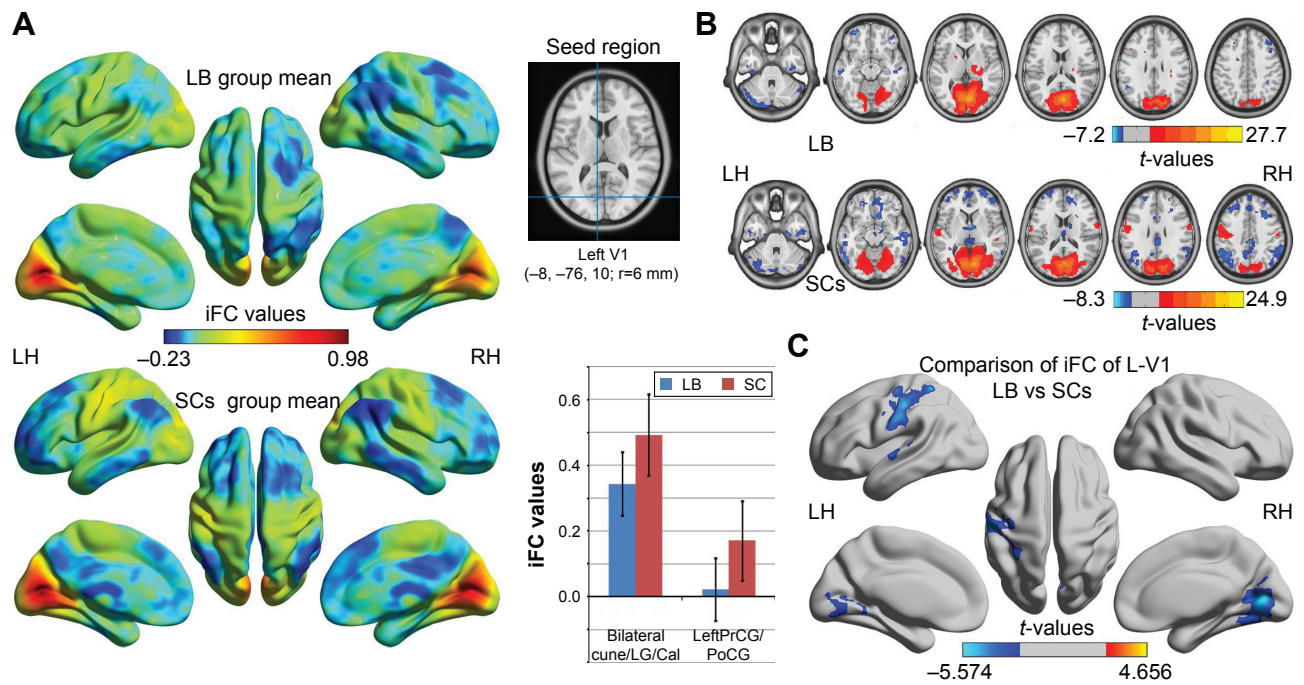 A
LB group mean
Seed region
Left V1
(–8, –76, 10; r=6 mm)
iFC values
–0.23
0.98
LH
RH
SCs group mean
LB
SC
0.6
0.4
0.2
0.0
iFC values
Bilateral
cune/LG/Cal
LeftPrCG/
PoCG
B
–7.2
27.7
t-values
LB
LH
RH
SCs
–8.3
24.9
t-values
C
Comparison of iFC of L-V1
LB vs SCs
LH
RH
t-values
–5.574
4.656